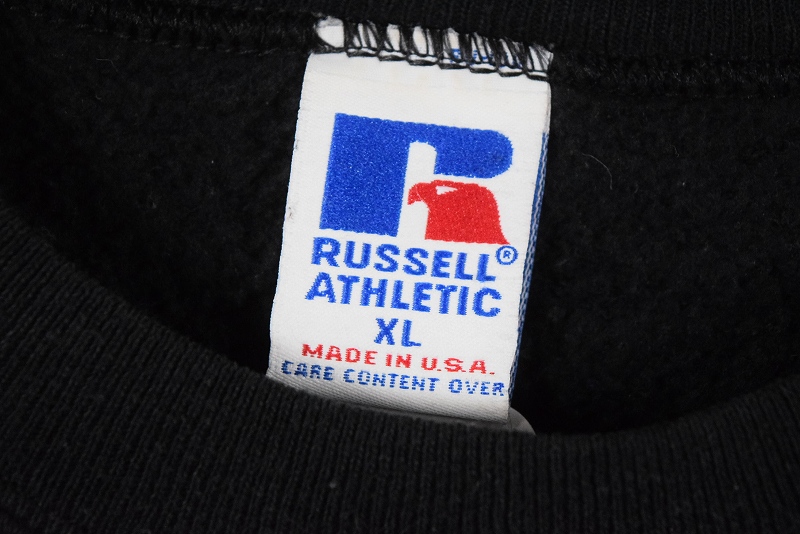 RUSSELL®
ATHLETIC
XL
MADE IN U.S.A.
CARE CONTENT OVER